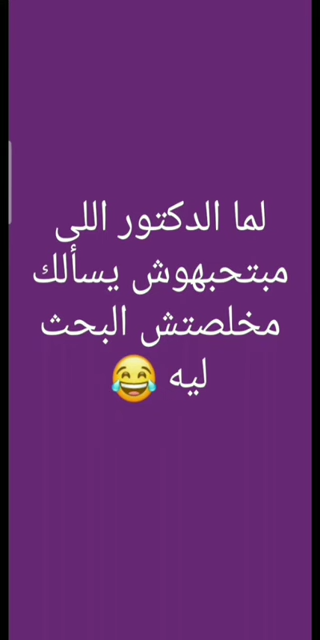 لما الدكتور اللى
مبتحبهوش يسألك
مخلصتش البحث
ليه 😂